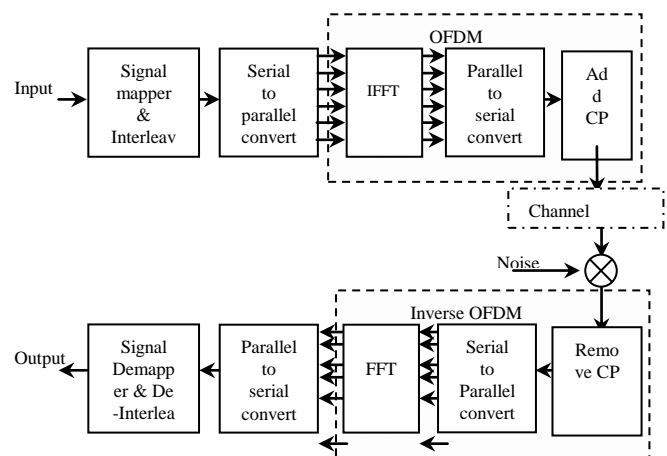 OFDM
Input
Signal
mapper
&
Interleav
Serial
to
parallel
convert
IFFT
Parallel
to
serial
convert
Ad
d
CP
Channel
Noise
Inverse OFDM
Output
Signal
Demapp
er & De
-Interlea
Parallel
to
serial
convert
FFT
Serial
to
Parallel
convert
Remo
ve CP